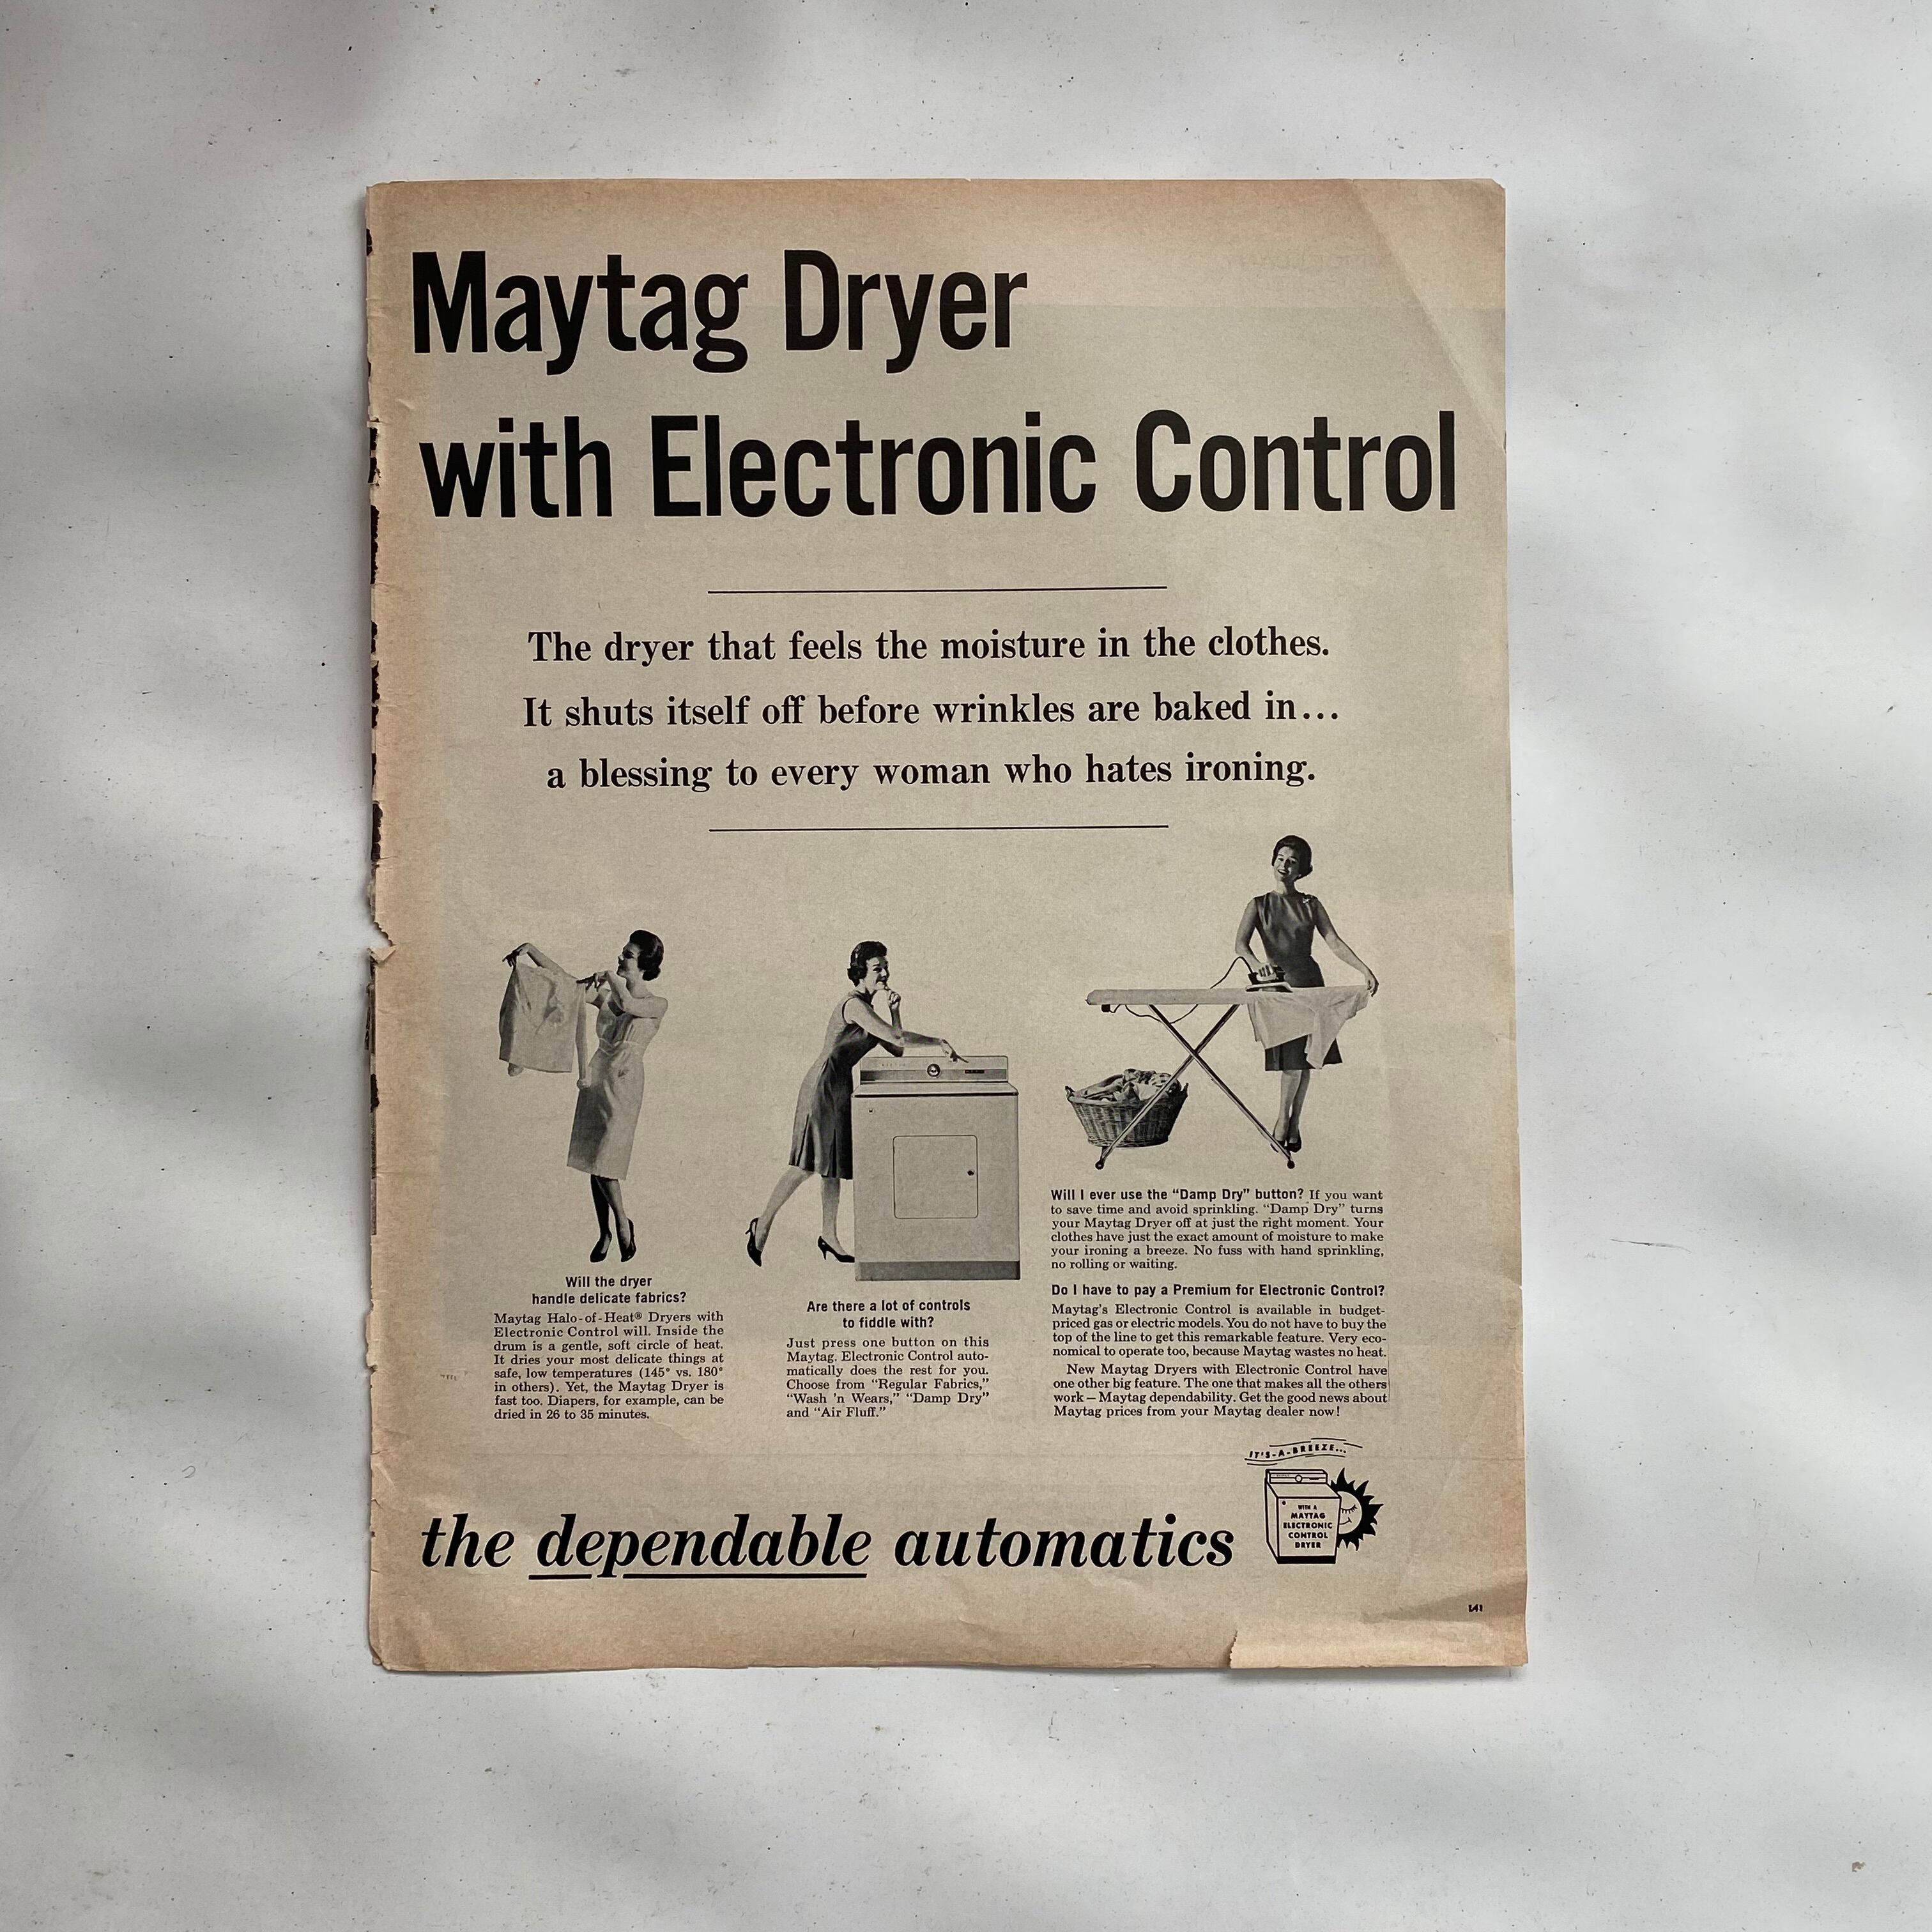 Maytag Dryer
with Electronic Control
The dryer that feels the moisture in the clothes.
It shuts itself off before wrinkles are baked in...
a blessing to every woman who hates ironing.
Will the dryer
handle delicate fabrics?
Maytag Halo-of-Heat® Dryers with
Electronic Control will. Inside the
drum is a gentle, soft circle of heat.
It dries your most delicate things at
safe, low temperatures (145° vs. 180°
in others). Yet, the Maytag Dryer is
fast too. Diapers, for example, can be
dried in 26 to 35 minutes.
Are there a lot of controls
to fiddle with?
Just press one button on this
Maytag. Electronic Control auto-
matically does the rest for you.
Choose from “Regular Fabrics,”
“Wash ’n Wears,” “Damp Dry”
and “Air Fluff.”
Will I ever use the “Damp Dry” button? If you want
to save time and avoid sprinkling. “Damp Dry” turns
your Maytag Dryer off at just the right moment. Your
clothes have just the exact amount of moisture to make
your ironing a breeze. No fuss with hand sprinkling,
no rolling or waiting.
Do I have to pay a Premium for Electronic Control?
Maytag’s Electronic Control is available in budget-
priced gas or electric models. You do not have to buy the
top of the line to get this remarkable feature. Very eco-
nomical to operate too, because Maytag wastes no heat.
New Maytag Dryers with Electronic Control have
one other big feature. The one that makes all the others
work — Maytag dependability. Get the good news about
Maytag prices from your Maytag dealer now!
the dependable automatics
IT’S-A-BREEZE...
WITH A
MAYTAG
ELECTRONIC
CONTROL
DRYER